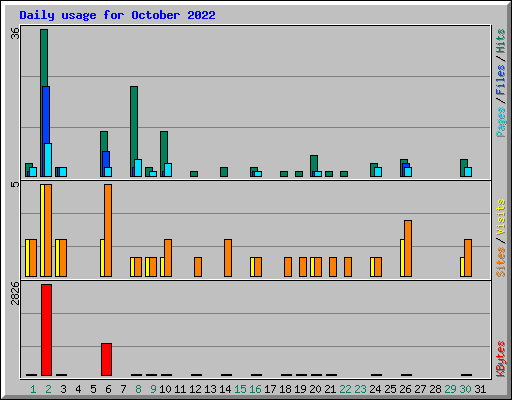 Daily usage for October 2022
36
5
2826
Pages / Files / Hits
Sites / Visits
KBytes
1 2 3 4 5 6 7 8 9 10 11 12 13 14 15 16 17 18 19 20 21 22 23 24 25 26 27 28 29 30 31